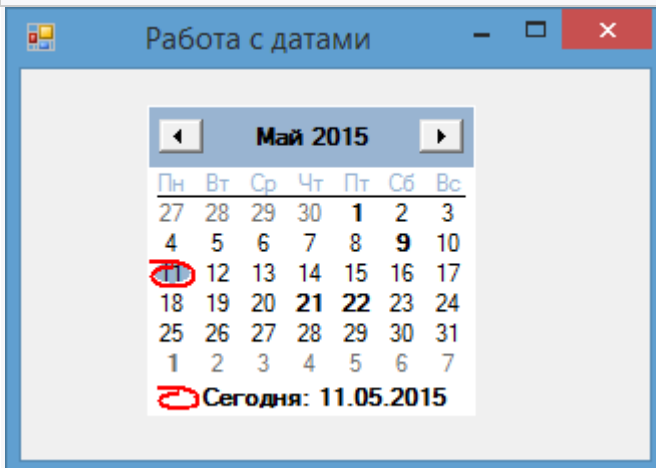 Работа с датами
Май 2015
Пн Вт Ср Чт Пт Сб Вс
27 28 29 30 1 2 3
4 5 6 7 8 9 10
11 12 13 14 15 16 17
18 19 20 21 22 23 24
25 26 27 28 29 30 31
1 2 3 4 5 6 7
Сегодня: 11.05.2015